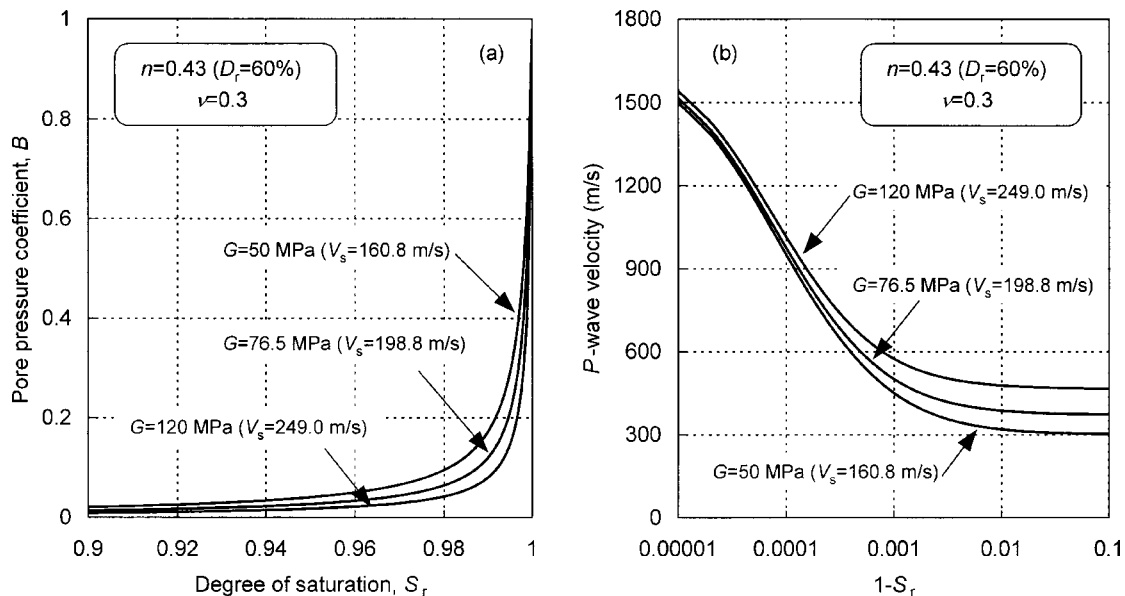 (a)
n=0.43 (Dr=60%)
ν=0.3
G=50 MPa (Vs=160.8 m/s)
G=76.5 MPa (Vs=198.8 m/s)
G=120 MPa (Vs=249.0 m/s)
Pore pressure coefficient, B
1
0.8
0.6
0.4
0.2
0
0.9
0.92
0.94
0.96
0.98
1
Degree of saturation, Sr
(b)
n=0.43 (Dr=60%)
ν=0.3
G=120 MPa (Vs=249.0 m/s)
G=76.5 MPa (Vs=198.8 m/s)
G=50 MPa (Vs=160.8 m/s)
P-wave velocity (m/s)
1800
1500
1200
900
600
300
0
0.00001
0.0001
0.001
0.01
0.1
1-Sr